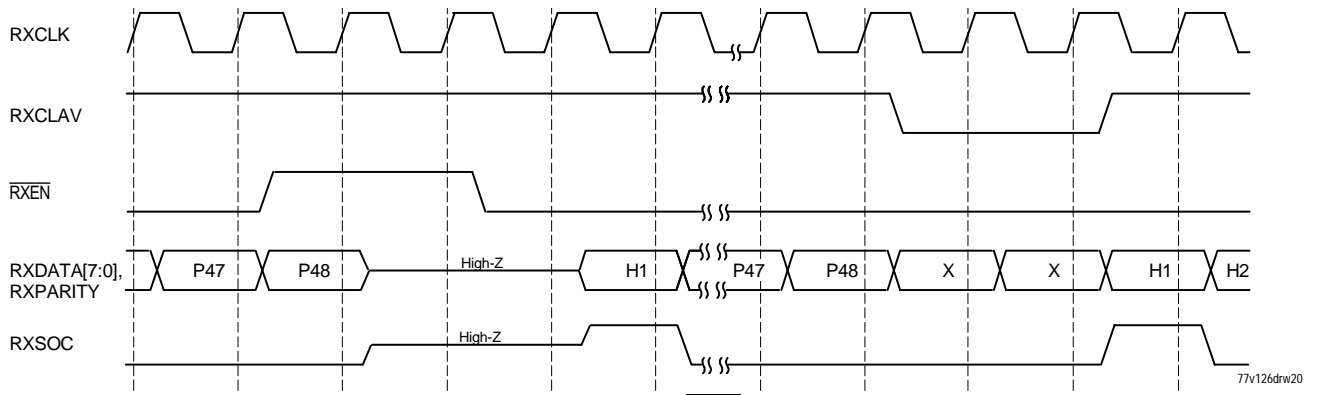 RXCLK
RXCLAV
RXEN
RXDATA[7:0],
RXPARITY
P47
P48
High-Z
H1
P47
P48
X
X
H1
H2
RXSOC
High-Z
77v126drw20